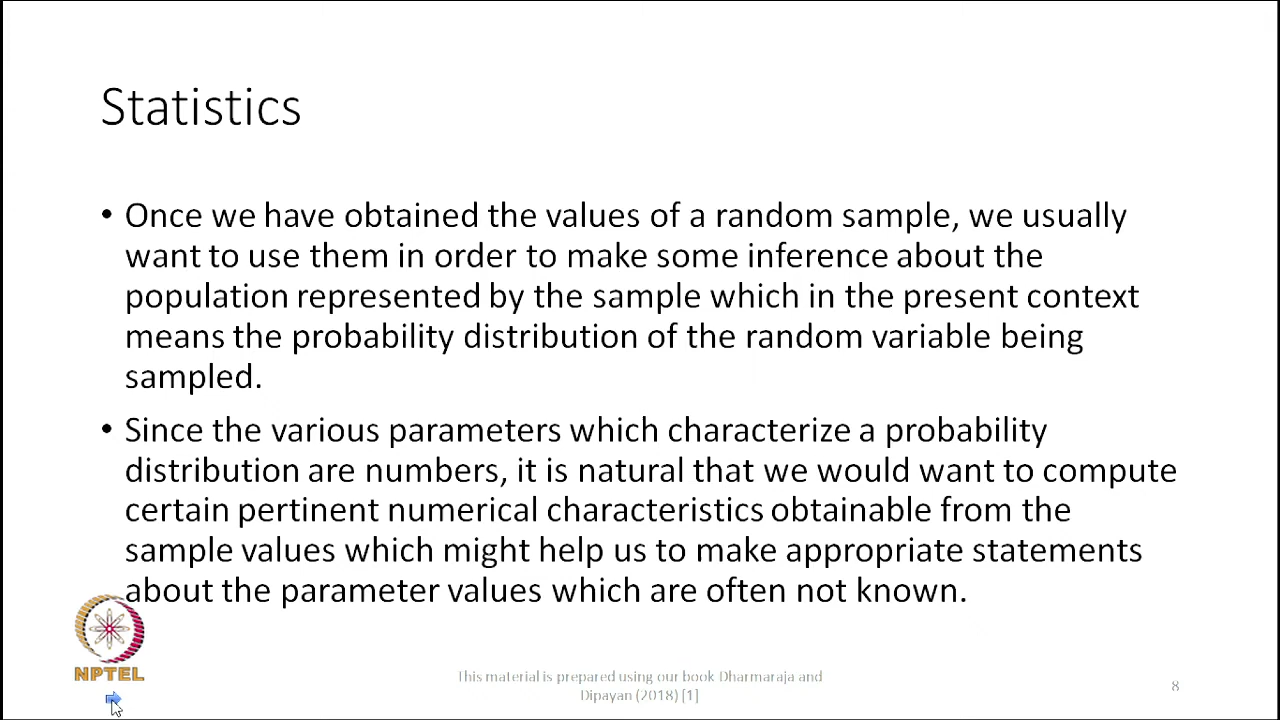 Statistics
• Once we have obtained the values of a random sample, we usually
want to use them in order to make some inference about the
population represented by the sample which in the present context
means the probability distribution of the random variable being
sampled.
• Since the various parameters which characterize a probability
distribution are numbers, it is natural that we would want to compute
certain pertinent numerical characteristics obtainable from the
sample values which might help us to make appropriate statements
about the parameter values which are often not known.
NPTEL
This material is prepared using our book Dharmaraja and
Dipayan (2018) [1]
8